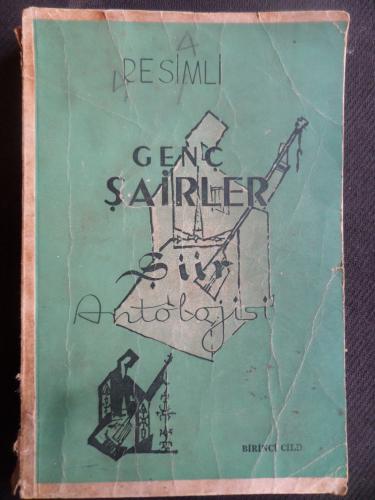 RESİMLİ
GENÇ
ŞAİRLER
Şiir
Antolojisi
BİRİNCİ CİLD